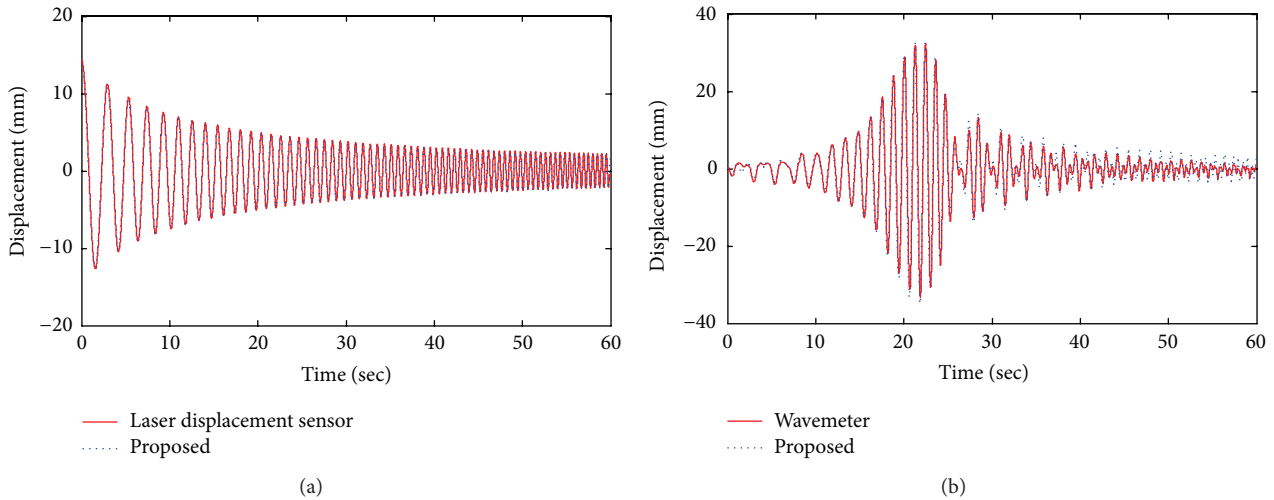 20
10
0
−10
−20
Displacement (mm)
0 10 20 30 40 50 60
Time (sec)
Laser displacement sensor
Proposed
(a)
40
20
0
−20
−40
Displacement (mm)
0 10 20 30 40 50 60
Time (sec)
Wavemeter
Proposed
(b)